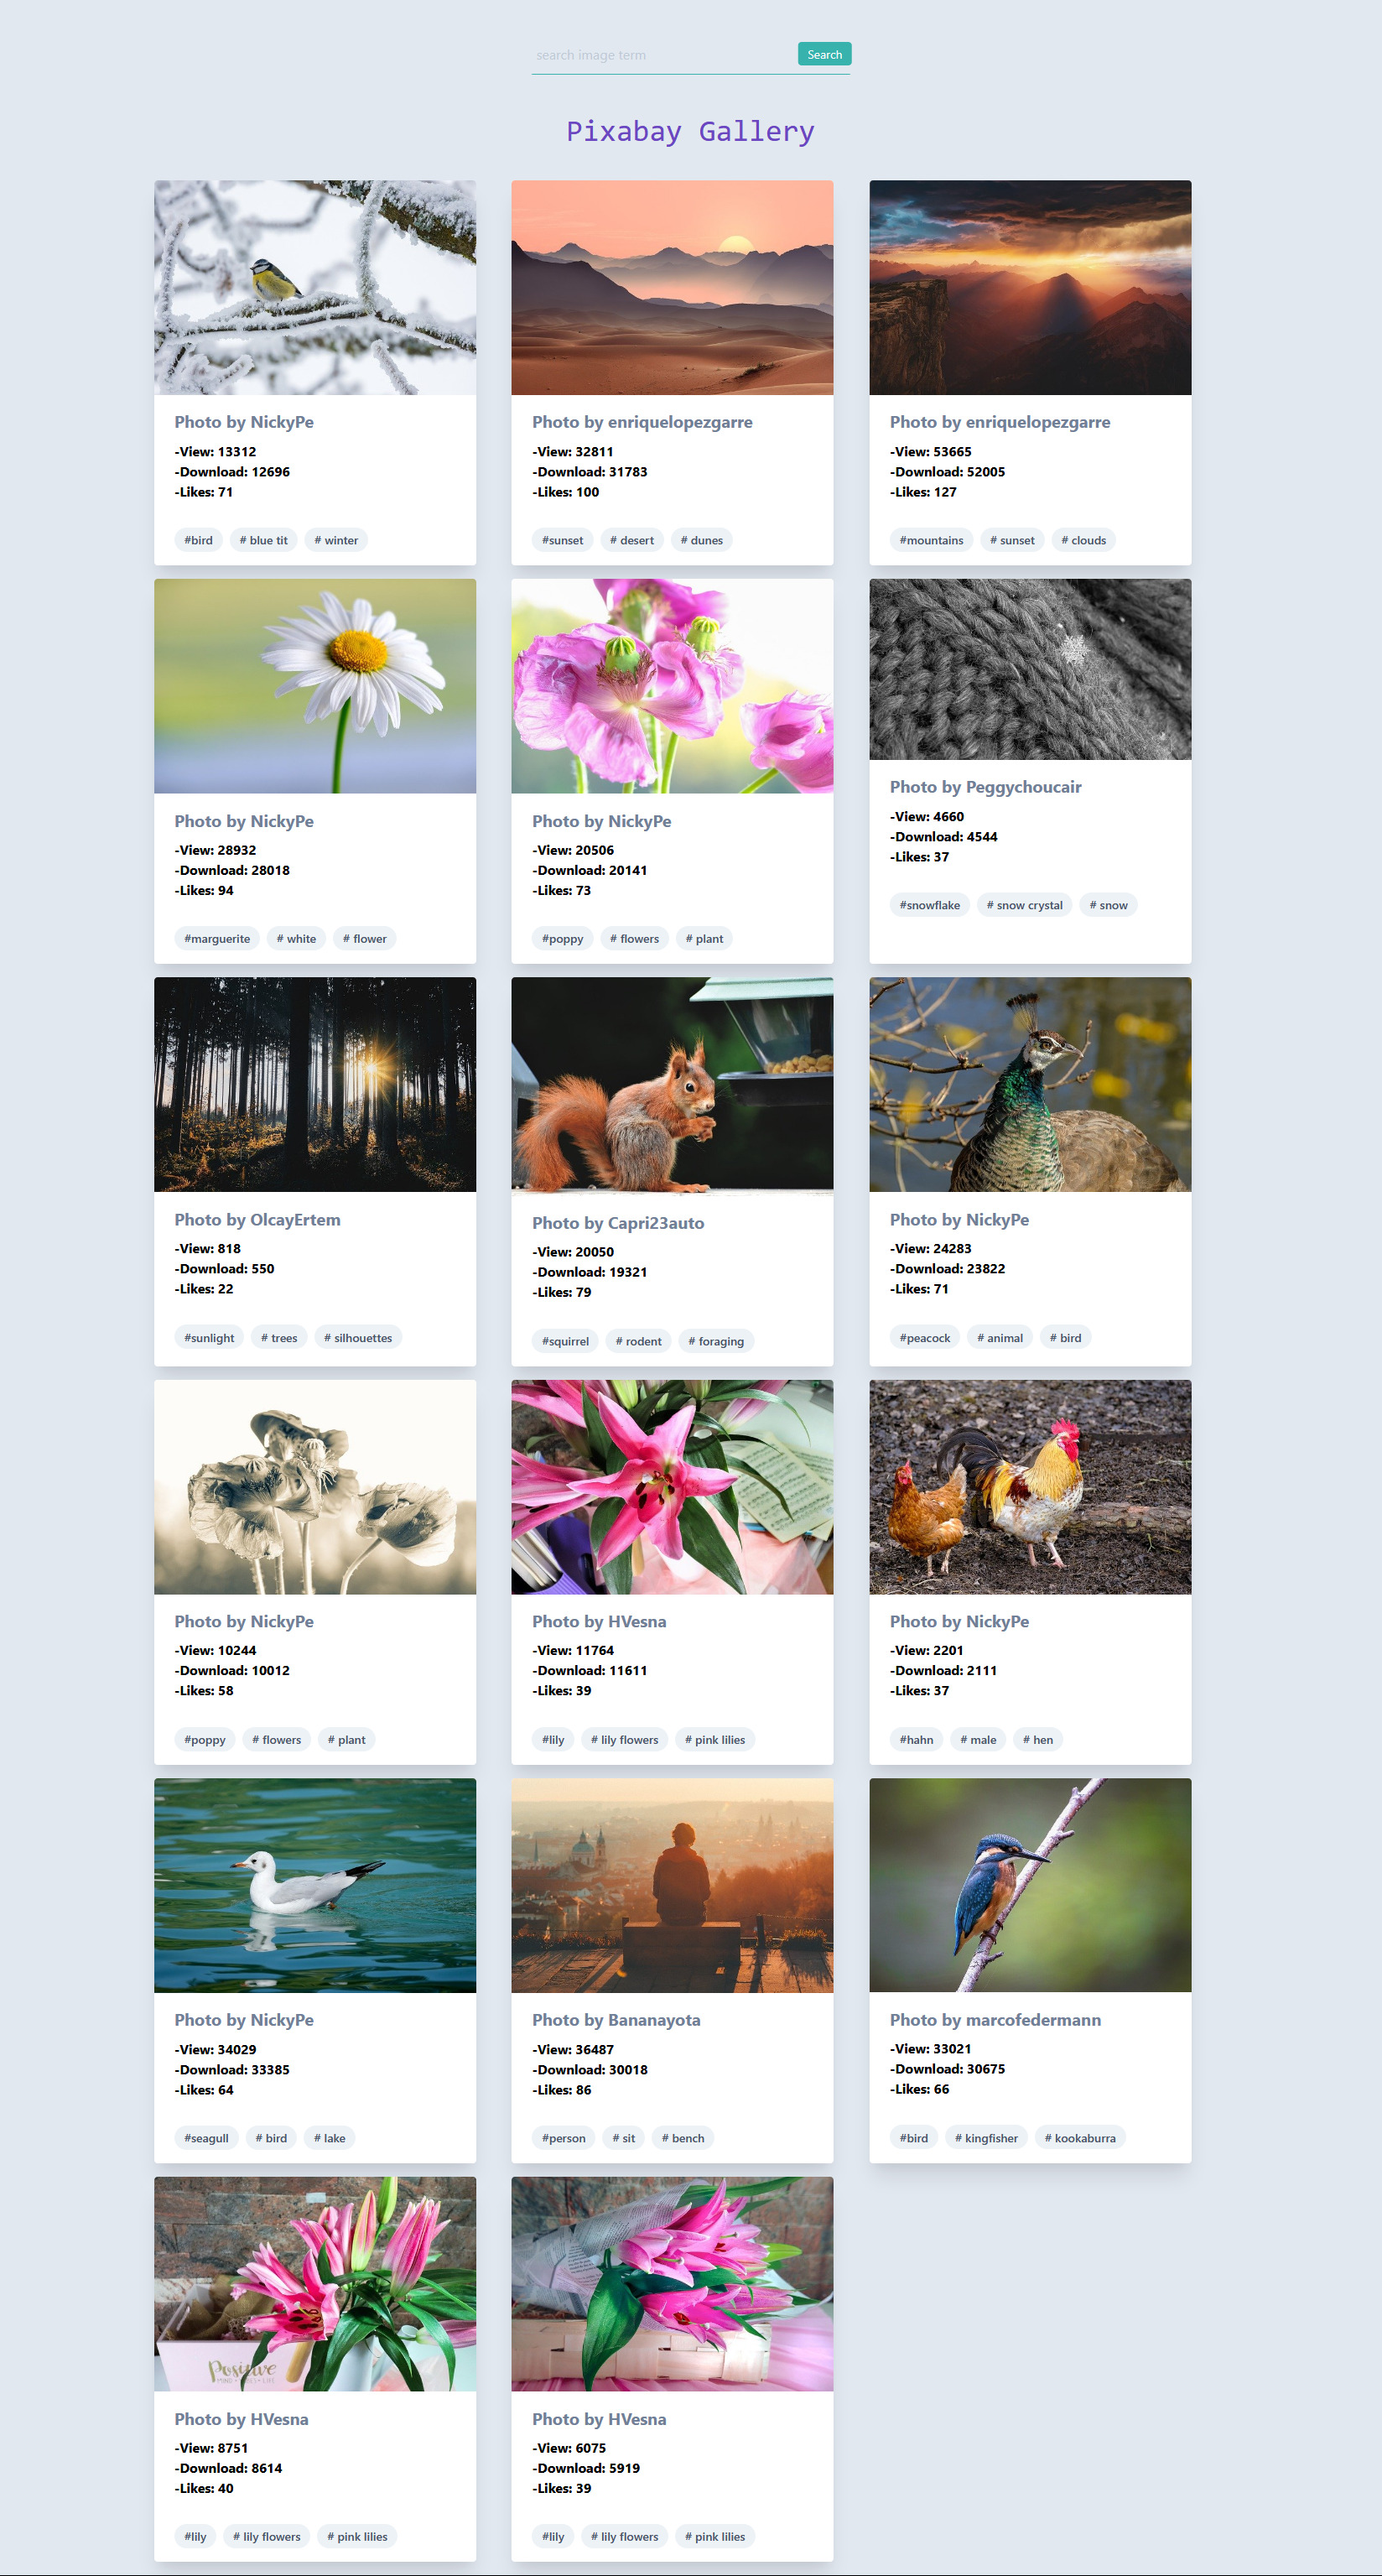 search image term
Search
Pixabay Gallery
Photo by NickyPe
-View: 13312
-Download: 12696
-Likes: 71
#bird # blue tit # winter
Photo by enriquelopezgarre
-View: 32811
-Download: 31783
-Likes: 100
#sunset # desert # dunes
Photo by enriquelopezgarre
-View: 53665
-Download: 52005
-Likes: 127
#mountains # sunset # clouds
Photo by NickyPe
-View: 28932
-Download: 28018
-Likes: 94
#marguerite # white # flower
Photo by NickyPe
-View: 20506
-Download: 20141
-Likes: 73
#poppy # flowers # plant
Photo by Peggychoucair
-View: 4660
-Download: 4544
-Likes: 37
#snowflake # snow crystal # snow
Photo by OlcayErtem
-View: 818
-Download: 550
-Likes: 22
#sunlight # trees # silhouettes
Photo by Capri23auto
-View: 20050
-Download: 19321
-Likes: 79
#squirrel # rodent # foraging
Photo by NickyPe
-View: 24283
-Download: 23822
-Likes: 71
#peacock # animal # bird
Photo by NickyPe
-View: 10244
-Download: 10012
-Likes: 58
#poppy # flowers # plant
Photo by HVesna
-View: 11764
-Download: 11611
-Likes: 39
#lily # lily flowers # pink lilies
Photo by NickyPe
-View: 2201
-Download: 2111
-Likes: 37
#hahn # male # hen
Photo by NickyPe
-View: 34029
-Download: 33385
-Likes: 64
#seagull # bird # lake
Photo by Bananayota
-View: 36487
-Download: 30018
-Likes: 86
#person # sit # bench
Photo by marcofedermann
-View: 33021
-Download: 30675
-Likes: 66
#bird # kingfisher # kookaburra
Positive
Photo by HVesna
-View: 8751
-Download: 8614
-Likes: 40
#lily # lily flowers # pink lilies
Photo by HVesna
-View: 6075
-Download: 5919
-Likes: 39
#lily # lily flowers # pink lilies